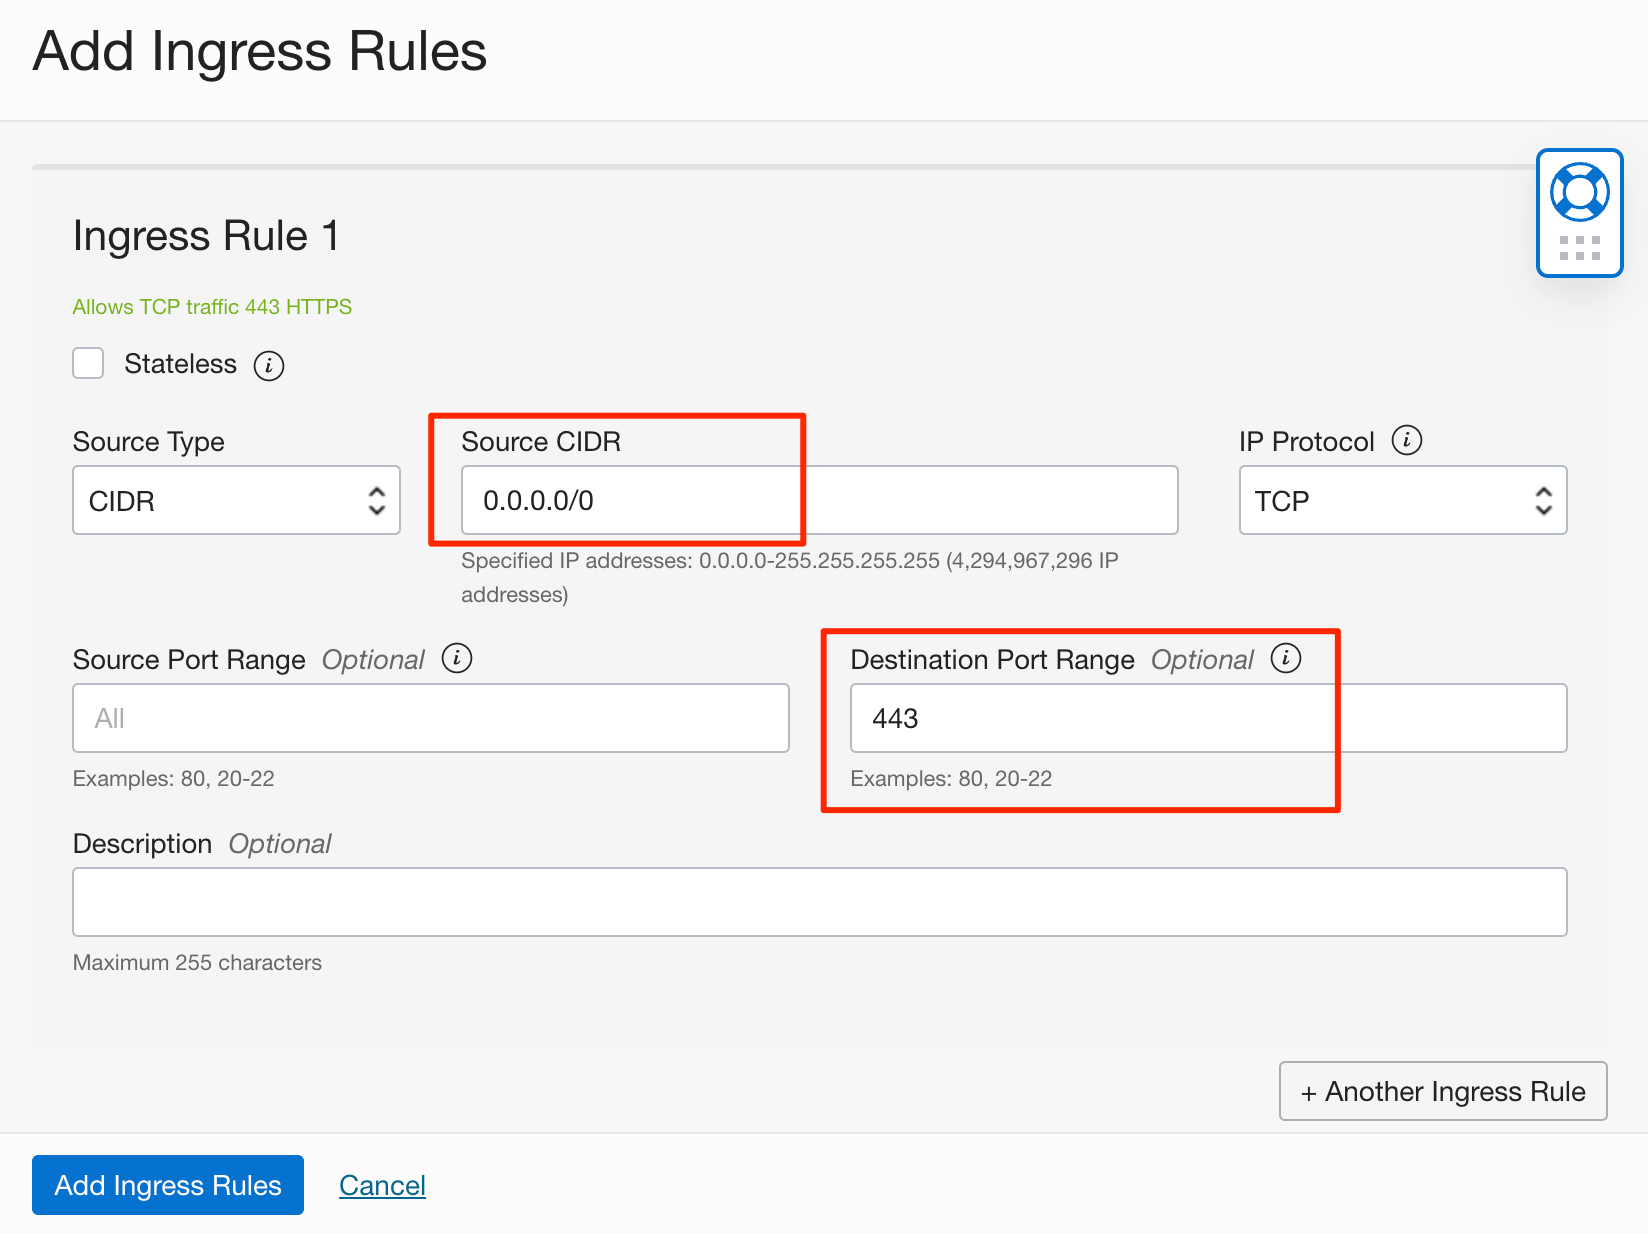 Add Ingress Rules
Ingress Rule 1
Allows TCP traffic 443 HTTPS
Stateless
Source Type
CIDR
Source CIDR
0.0.0.0/0
Specified IP addresses: 0.0.0.0-255.255.255.255 (4,294,967,296 IP
addresses)
IP Protocol
TCP
Source Port Range Optional
All
Examples: 80, 20-22
Destination Port Range Optional
443
Examples: 80, 20-22
Description Optional
Maximum 255 characters
+ Another Ingress Rule
Add Ingress Rules
Cancel